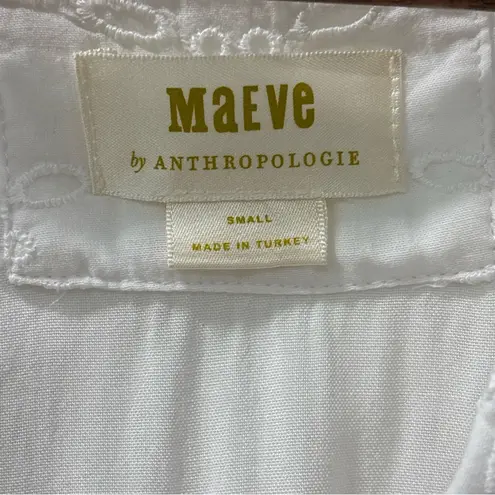 MaEVe
by ANTHROPOLOGIE
SMALL
MADE IN TURKEY